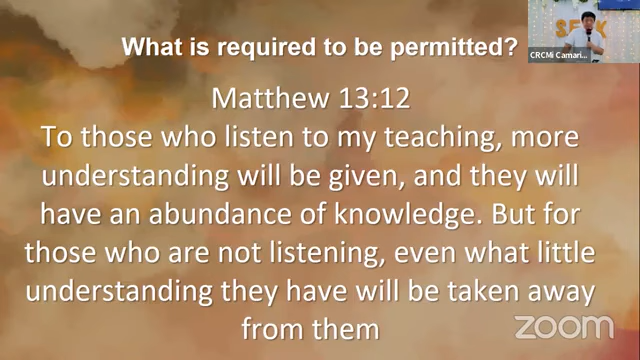 What is required to be permitted?
Matthew 13:12
To those who listen to my teaching, more
understanding will be given, and they will
have an abundance of knowledge. But for
those who are not listening, even what little
understanding they have will be taken away
from them
CRCMi Camari...
zoom